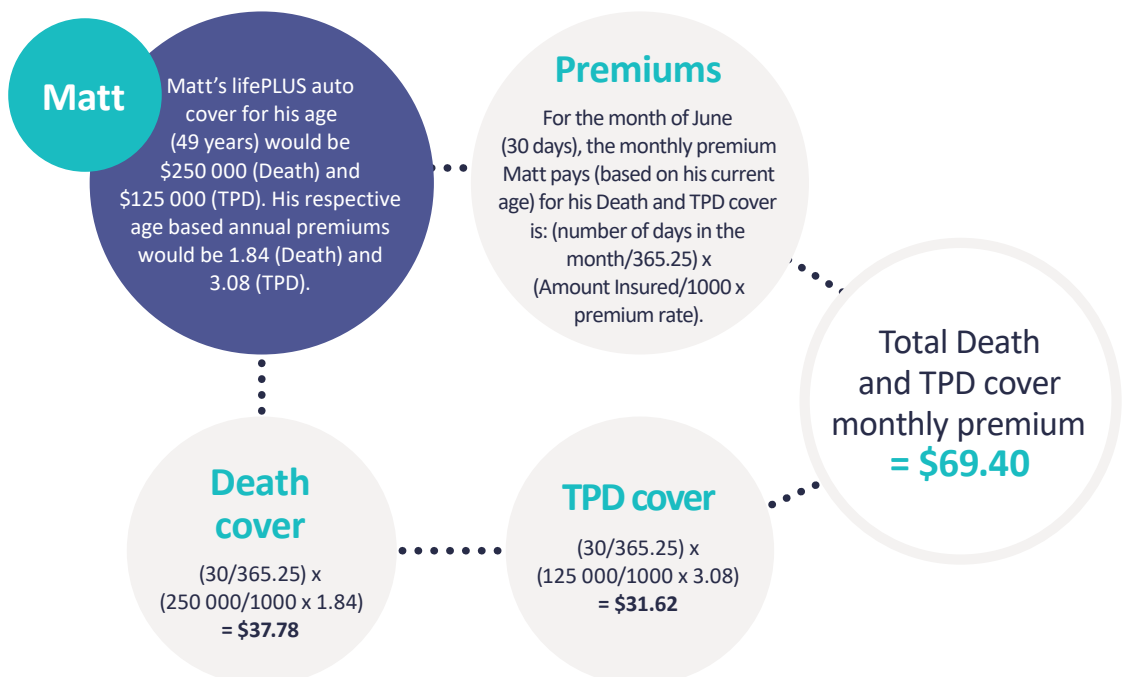 Matt
Matt’s lifePLUS auto
cover for his age
(49 years) would be
$250 000 (Death) and
$125 000 (TPD). His respective
age based annual premiums
would be 1.84 (Death) and
3.08 (TPD).
Premiums
For the month of June
(30 days), the monthly premium
Matt pays (based on his current
age) for his Death and TPD cover
is: (number of days in the
month/365.25) x
(Amount Insured/1000 x
premium rate).
Death
cover
(30/365.25) x
(250 000/1000 x 1.84)
= $37.78
TPD cover
(30/365.25) x
(125 000/1000 x 3.08)
= $31.62
Total Death
and TPD cover
monthly premium
= $69.40